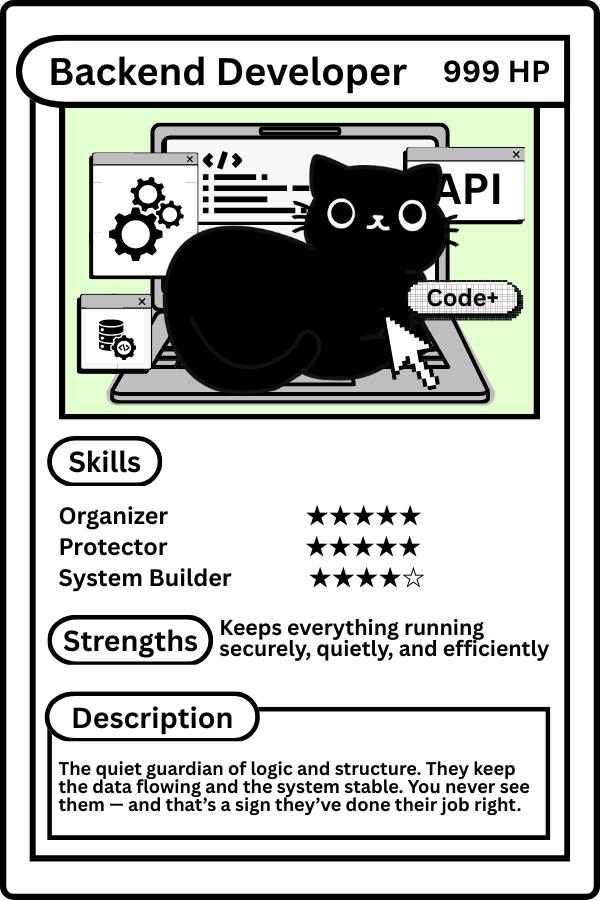 Backend Developer 999 HP
</>
API
Code+
</>
Skills
Organizer ★★★★★
Protector ★★★★★
System Builder ★★★★☆
Strengths
Keeps everything running
securely, quietly, and efficiently
Description
The quiet guardian of logic and structure. They keep
the data flowing and the system stable. You never see
them — and that’s a sign they’ve done their job right.